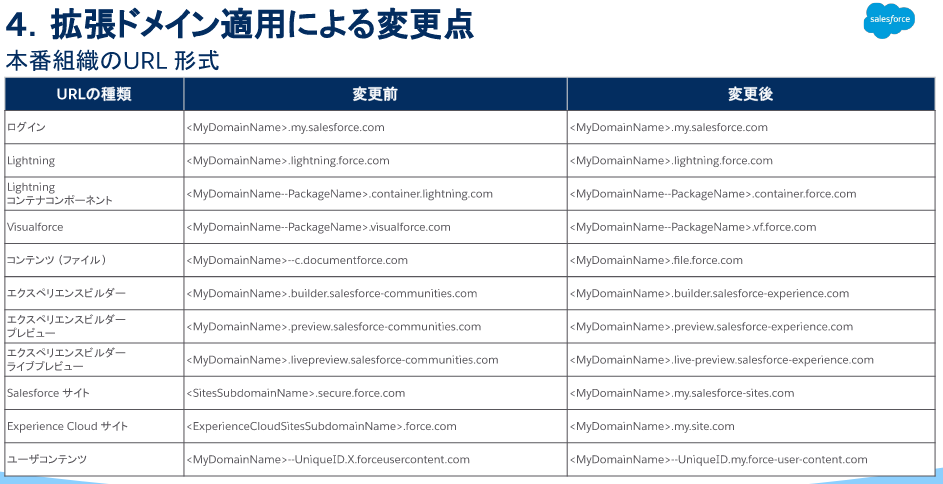 4. 拡張ドメイン適用による変更点
salesforce
本番組織のURL 形式
URLの種類 変更前 変更後
ログイン <MyDomainName>.my.salesforce.com <MyDomainName>.my.salesforce.com
Lightning <MyDomainName>.lightning.force.com <MyDomainName>.lightning.force.com
Lightning
コンテナコンポーネント <MyDomainName--PackageName>.container.lightning.com <MyDomainName--PackageName>.container.force.com
Visualforce <MyDomainName--PackageName>.visualforce.com <MyDomainName--PackageName>.vf.force.com
コンテンツ (ファイル) <MyDomainName>--c.documentforce.com <MyDomainName>.file.force.com
エクスペリエンスビルダー <MyDomainName>.builder.salesforce-communities.com <MyDomainName>.builder.salesforce-experience.com
エクスペリエンスビルダー
プレビュー <MyDomainName>.preview.salesforce-communities.com <MyDomainName>.preview.salesforce-experience.com
エクスペリエンスビルダー
ライブプレビュー <MyDomainName>.livepreview.salesforce-communities.com <MyDomainName>.live-preview.salesforce-experience.com
Salesforce サイト <SitesSubdomainName>.secure.force.com <MyDomainName>.my.salesforce-sites.com
Experience Cloud サイト <ExperienceCloudSitesSubdomainName>.force.com <MyDomainName>.my.site.com
ユーザコンテンツ <MyDomainName>--UniqueID.X.forceusercontent.com <MyDomainName>--UniqueID.my.force-user-content.com